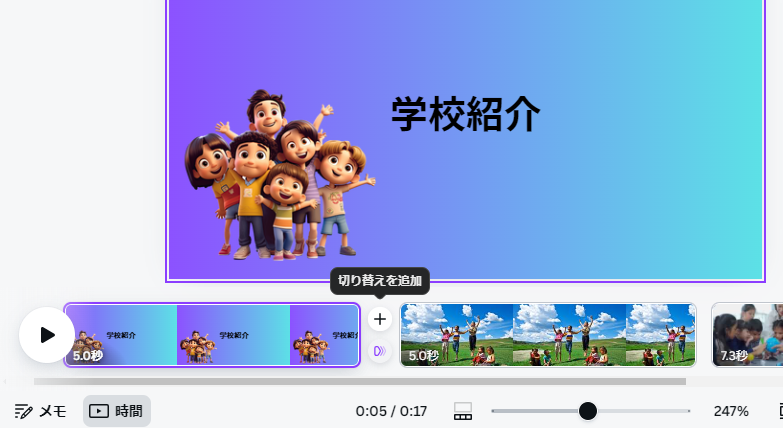 学校紹介
切り替えを追加
学校紹介
学校紹介
学校紹
5.0秒
5.0秒
7.3秒
メモ
時間
0:05 / 0:17
247%